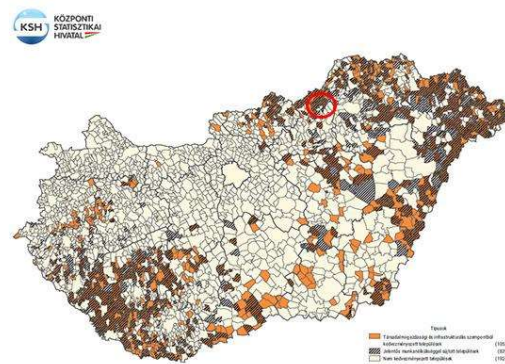 KSH
KÖZPONTI
STATISZTIKAI
HIVATAL
Típusok
Társadalmi-gazdasági és infrastrukturális szempontból
kedvezményezett települések
Jelentős munkanélküliséggel sújtott települések
Nem kedvezményezett települések